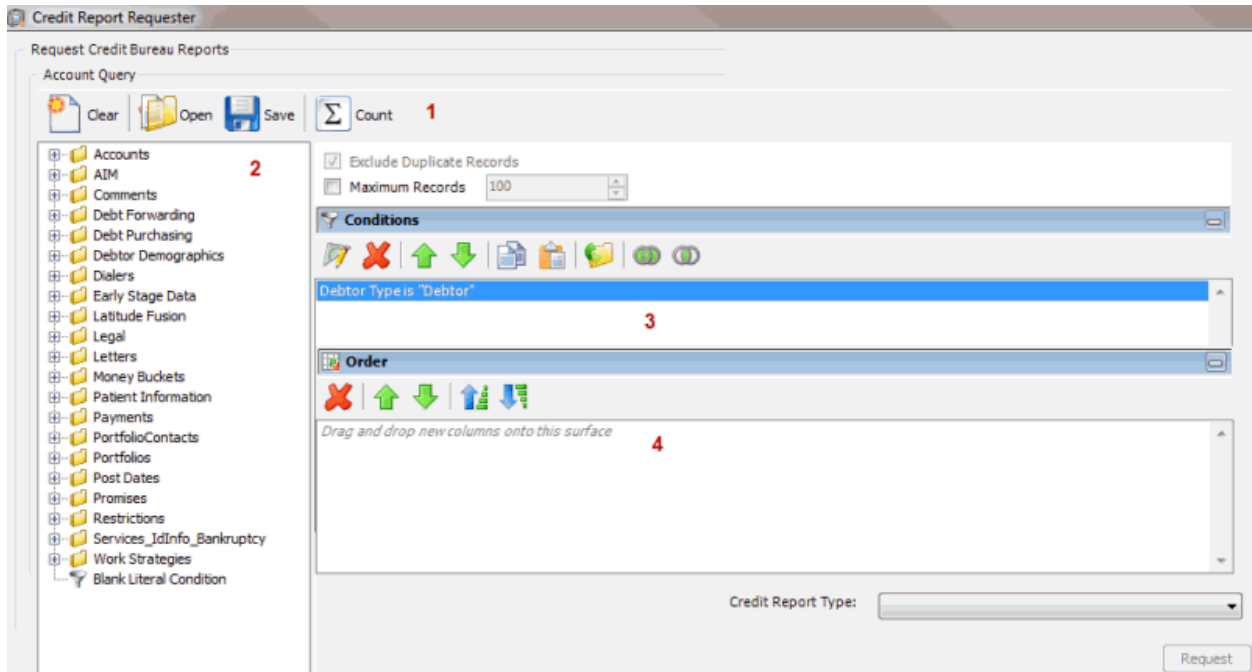 Credit Report Requester
Request Credit Bureau Reports
Account Query
Clear Open Save Count 1
2
Accounts
AIM
Comments
Debt Forwarding
Debt Purchasing
Debtor Demographics
Dialers
Early Stage Data
Latitude Fusion
Legal
Letters
Money Buckets
Patient Information
Payments
PortfolioContacts
Portfolios
Post Dates
Promises
Restrictions
Services_IdInfo_Bankruptcy
Work Strategies
Blank Literal Condition
Exclude Duplicate Records
Maximum Records 100
Conditions
Debtor Type is "Debtor"
3
Order
Drag and drop new columns onto this surface
4
Credit Report Type:
Request